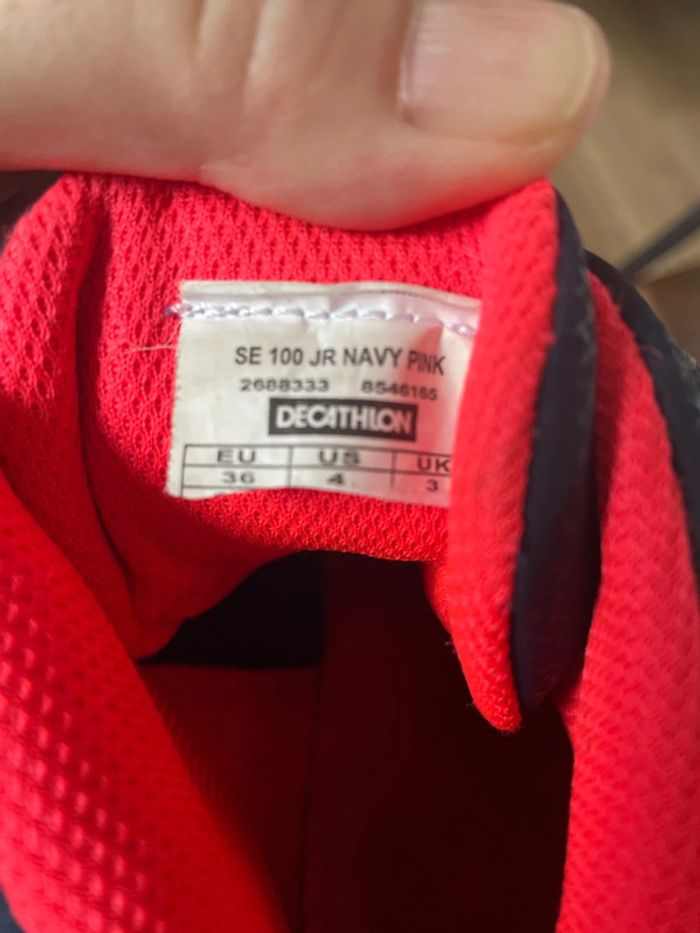 SE 100 JR NAVY PINK
2688333 8546165
DECATHLON
EU US UK
36 4 3